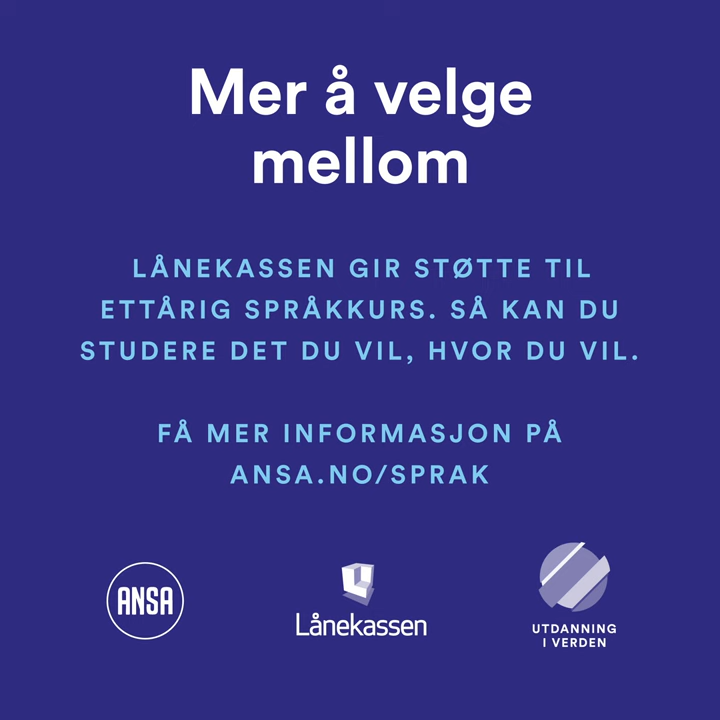 Mer å velge
mellom
LÅNEKASSEN GIR STØTTE TIL
ETTÅRIG SPRÅKKURS. SÅ KAN DU
STUDERE DET DU VIL, HVOR DU VIL.
FÅ MER INFORMASJON PÅ
ANSA.NO/SPRAK
ANSA
Lånekassen
UTDANNING
I VERDEN